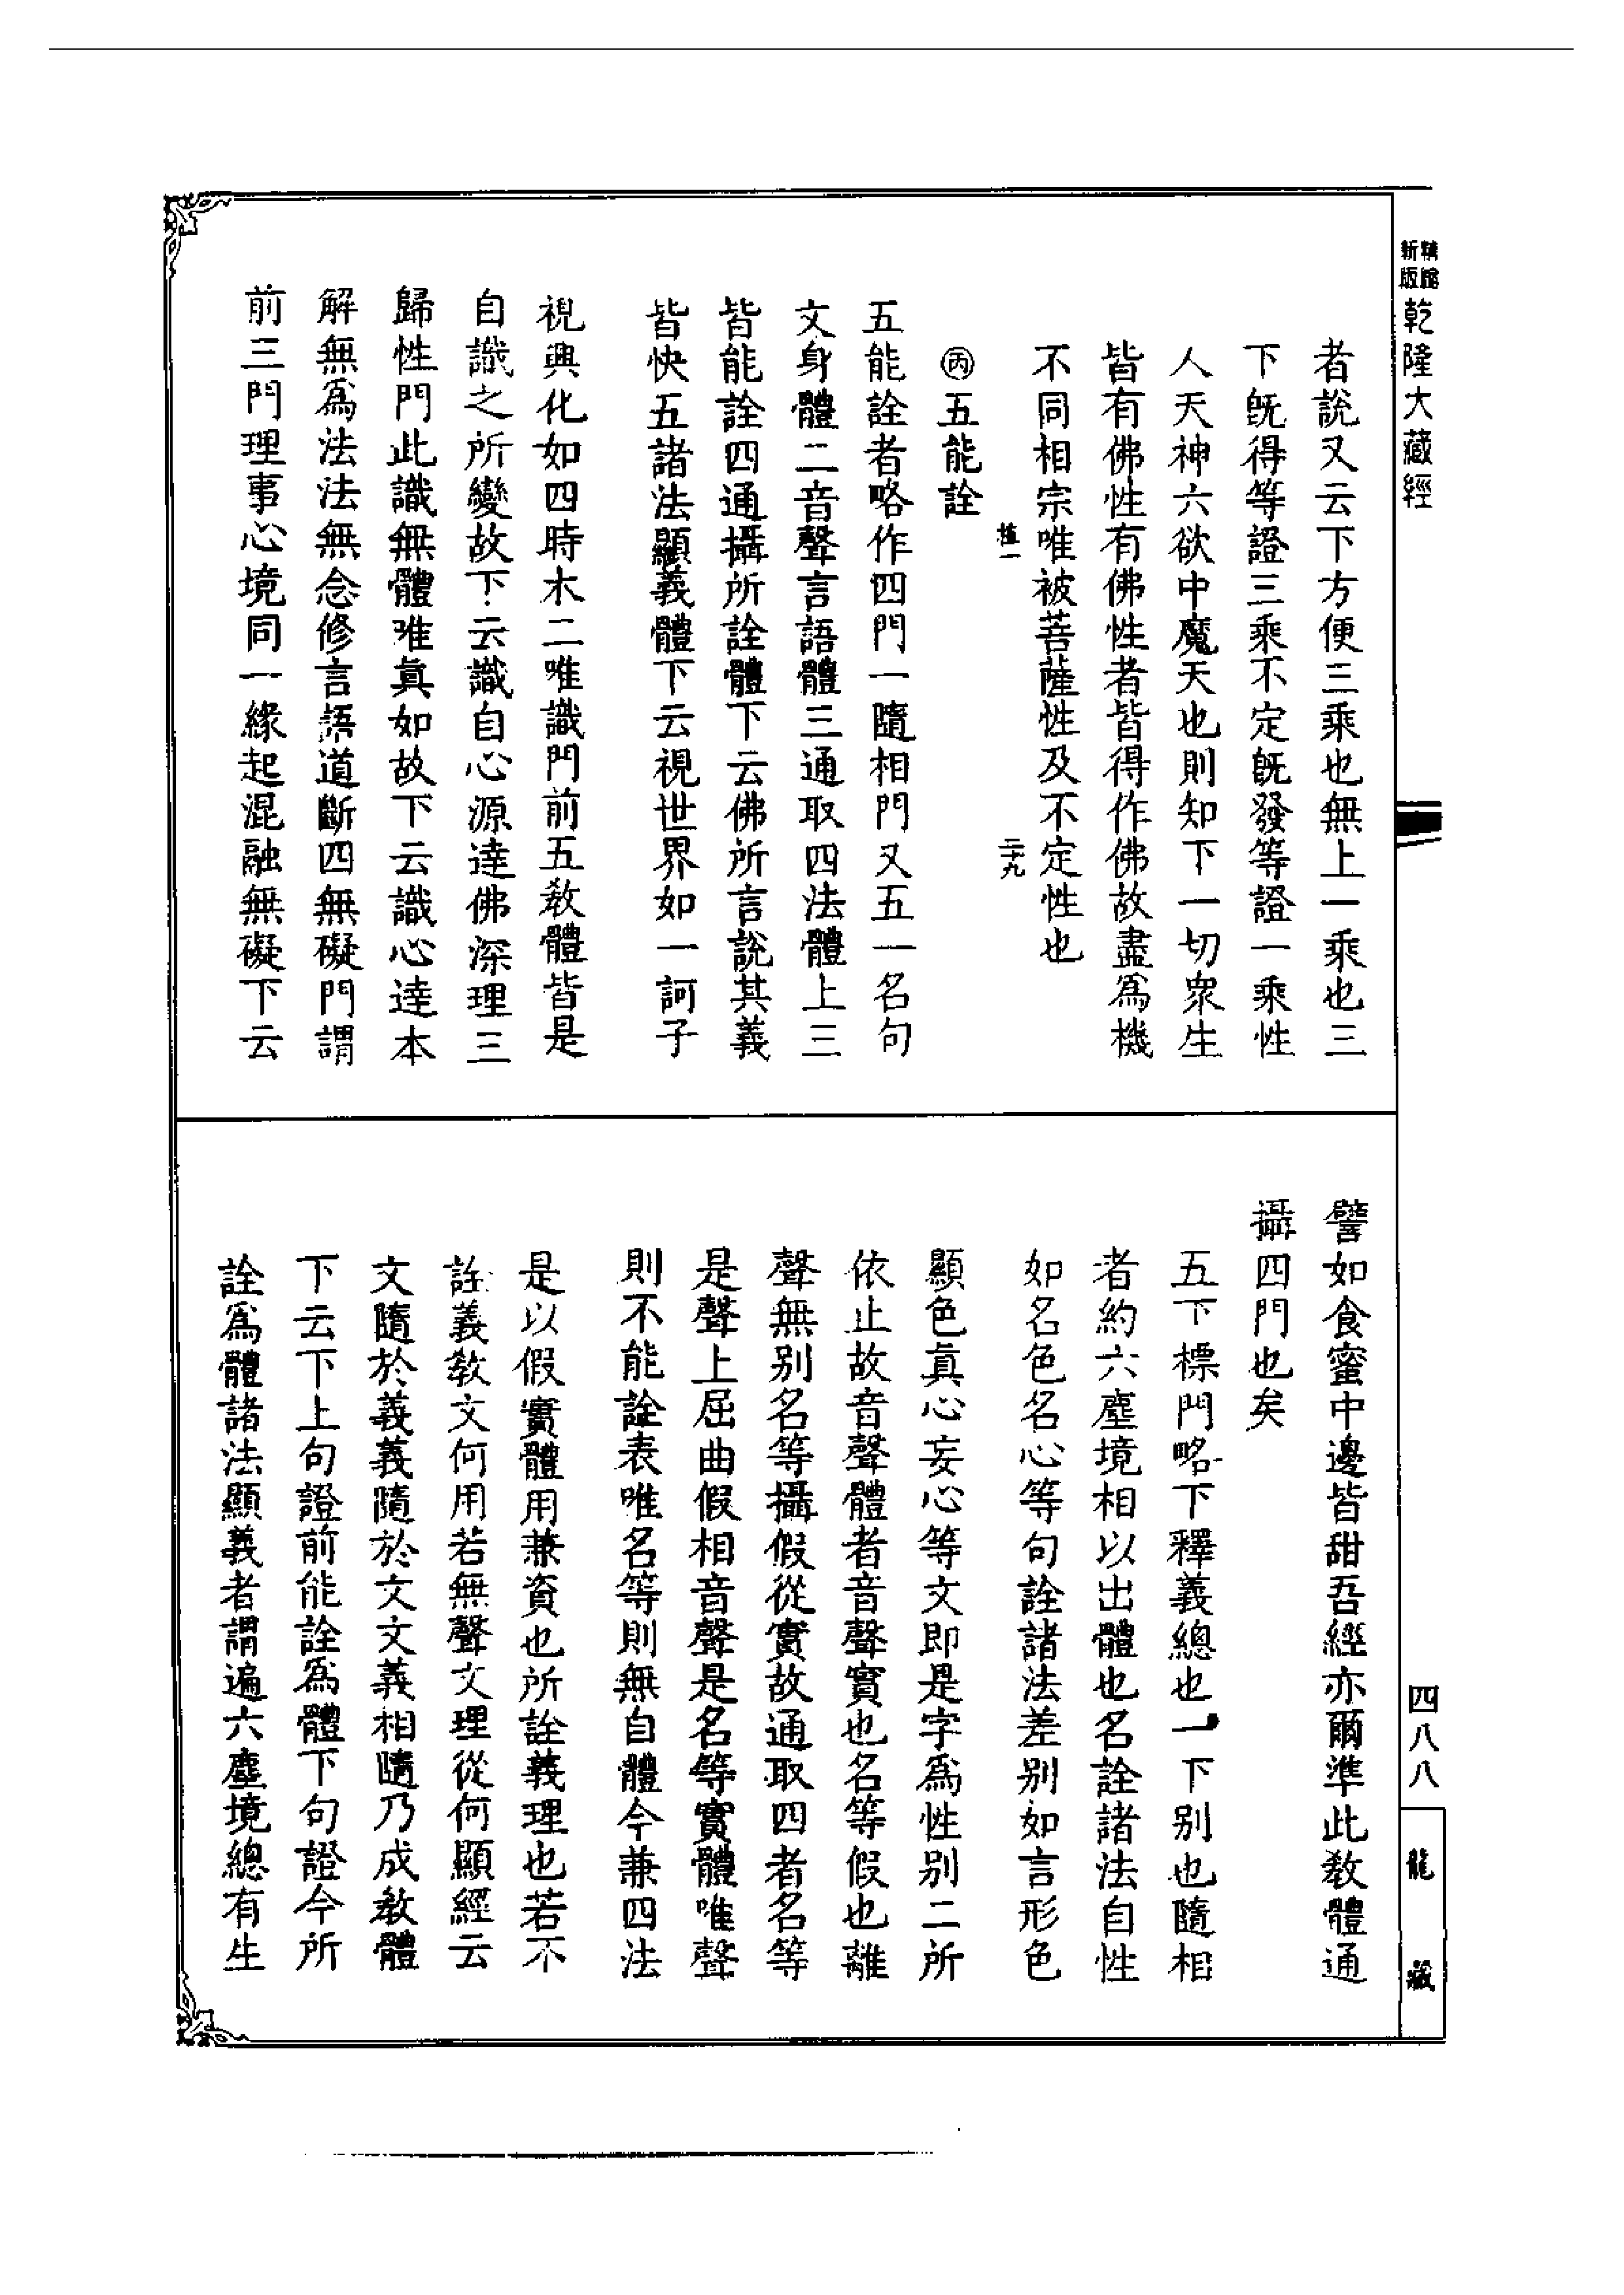 新版精縮
乾隆大藏經
者說又云下方便三乘也無上一乘也三
下既得等證三乘不定既發等證一乘性
人天神六欲中魔天也則知下一切眾生
皆有佛性有佛性者皆得作佛故盡為機
不同相宗唯被菩薩性及不定性也
㊅五能詮
五能詮者略作四門一隨相門又五一名句
文身體二音聲言語體三通取四法體上三
皆能詮四通攝所詮體下云佛所言說其義
皆快五諸法顯義體下云視世界如一訶子
視興化如四時木二唯識門前五教體皆是
自識之所變故下云識自心源達佛深理三
歸性門此識無體唯真如故下云識心達本
解無為法法無念修言語道斷四無礙門謂
前三門理事心境同一緣起混融無礙下云
譬如食蜜中邊皆甜吾經亦爾準此教體通
攝四門也矣
五下標門略下釋義總也一下別也隨相
者約六塵境相以出體也名詮諸法自性
如名色名心等句詮諸法差別如言形色
顯色真心妄心等文即是字為性別二所
依止故音聲體者音聲實也名等假也離
聲無別名等攝假從實故通取四者名等
是聲上屈曲假相音聲是名等實體唯聲
則不能詮表唯名等則無自體今兼四法
是以假實體用兼資也所詮義理也若不
詮義教文何用若無聲文理從何顯經云
文隨於義義隨於文文義相隨乃成教體
下云下上句證前能詮為體下句證今所
詮為體諸法顯義者謂遍六塵境總有生
四八八
龍藏